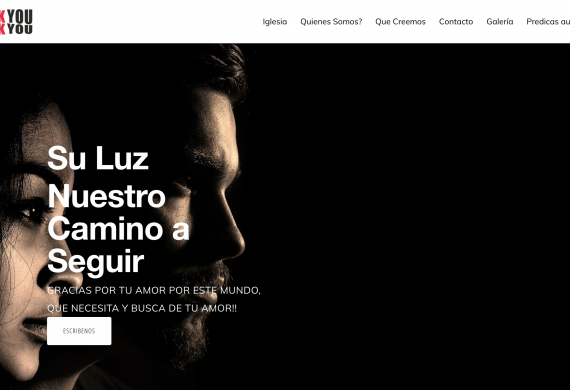 YOU
YOU
Iglesia Quienes Somos? Que Creemos Contacto Galería Predicas
Su Luz
Nuestro
Camino a
Seguir
GRACIAS POR TU AMOR POR ESTE MUNDO,
QUE NECESITA Y BUSCA DE TU AMOR!!
ESCRIBENOS